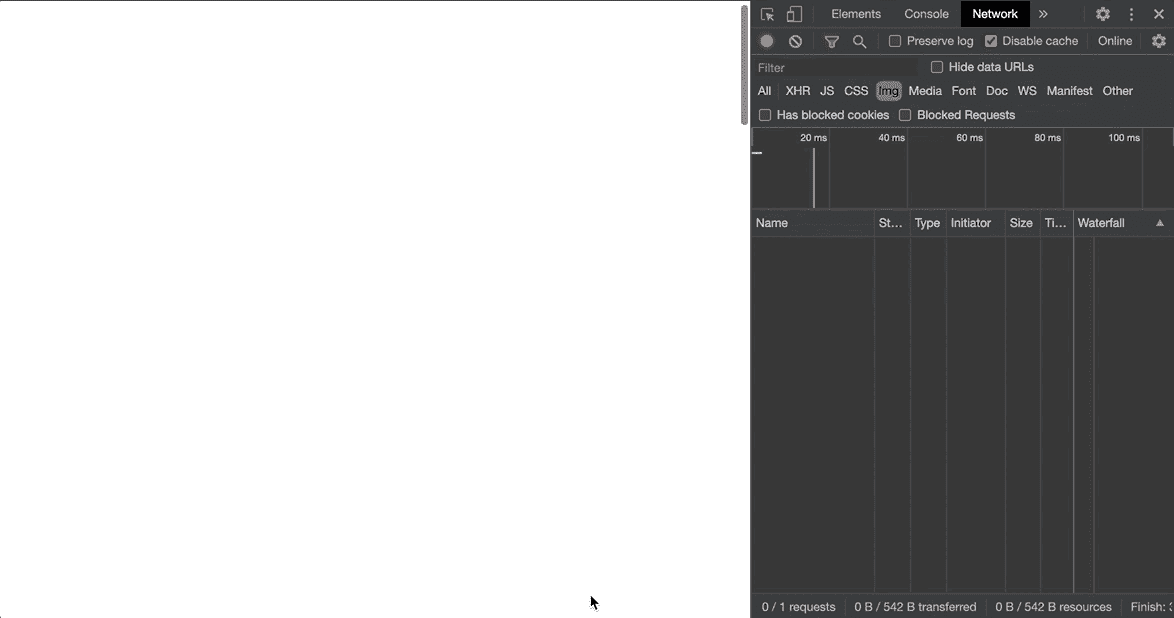 Elements Console Network »
Preserve log Disable cache Online
Filter Hide data URLs
All XHR JS CSS Img Media Font Doc WS Manifest Other
Has blocked cookies Blocked Requests
20 ms 40 ms 60 ms 80 ms 100 ms
Name St... Type Initiator Size Ti... Waterfall
0 / 1 requests 0 B / 542 B transferred 0 B / 542 B resources Finish: